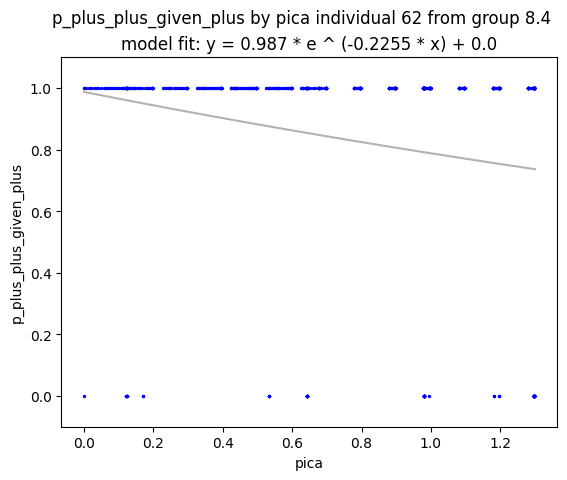 p_plus_plus_given_plus by pica individual 62 from group 8.4
model fit: y = 0.987 * e ^ (-0.2255 * x) + 0.0
p_plus_plus_given_plus
1.0
0.8
0.6
0.4
0.2
0.0
0.0 0.2 0.4 0.6 0.8 1.0 1.2
pica